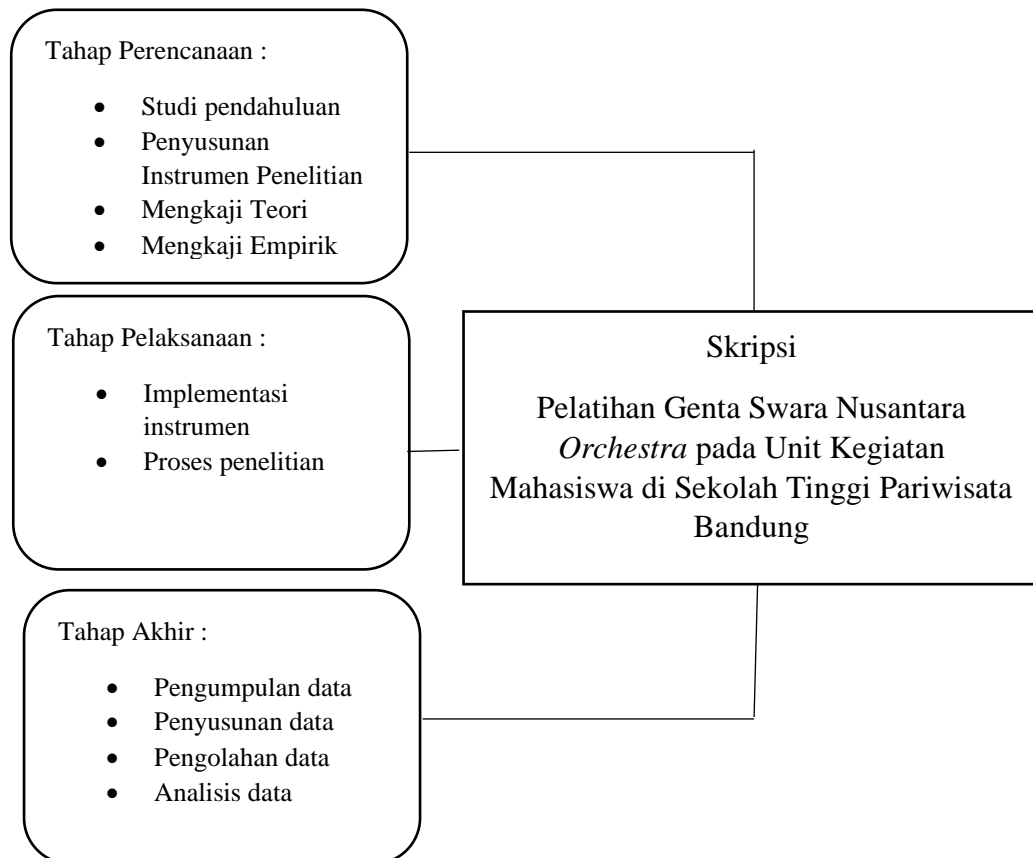 Tahap Perencanaan :
• Studi pendahuluan
• Penyusunan
Instrumen Penelitian
• Mengkaji Teori
• Mengkaji Empirik
Tahap Pelaksanaan :
• Implementasi
instrumen
• Proses penelitian
Skripsi
Pelatihan Genta Swara Nusantara
Orchestra pada Unit Kegiatan
Mahasiswa di Sekolah Tinggi Pariwisata
Bandung
Tahap Akhir :
• Pengumpulan data
• Penyusunan data
• Pengolahan data
• Analisis data